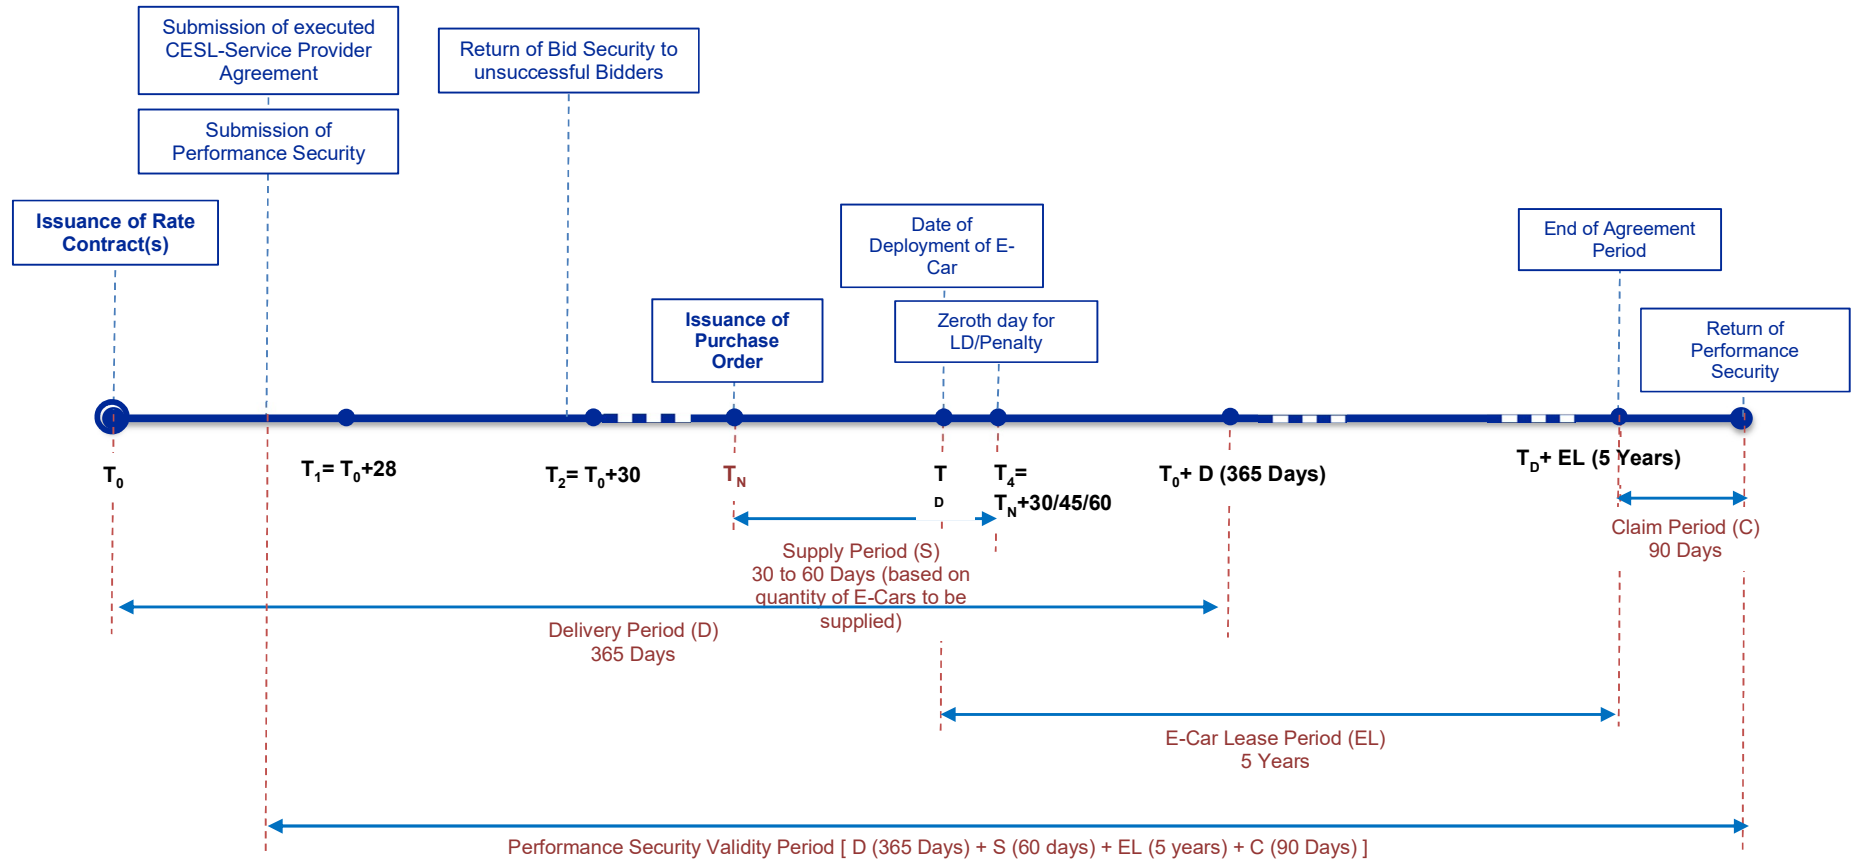 Submission of executed
CESL-Service Provider
Agreement
Return of Bid Security to
unsuccessful Bidders
Submission of
Performance Security
Issuance of Rate
Contract(s)
Date of
Deployment of E-
Car
End of Agreement
Period
Issuance of
Purchase
Order
Zeroth day for
LD/Penalty
Return of
Performance
Security
T0
T1= T0+28
T2= T0+30
TN
T
D
T4=
TN+30/45/60
T0+ D (365 Days)
TD+ EL (5 Years)
Claim Period (C)
90 Days
Supply Period (S)
30 to 60 Days (based on
quantity of E-Cars to be
supplied)
Delivery Period (D)
365 Days
E-Car Lease Period (EL)
5 Years
Performance Security Validity Period [ D (365 Days) + S (60 days) + EL (5 years) + C (90 Days) ]